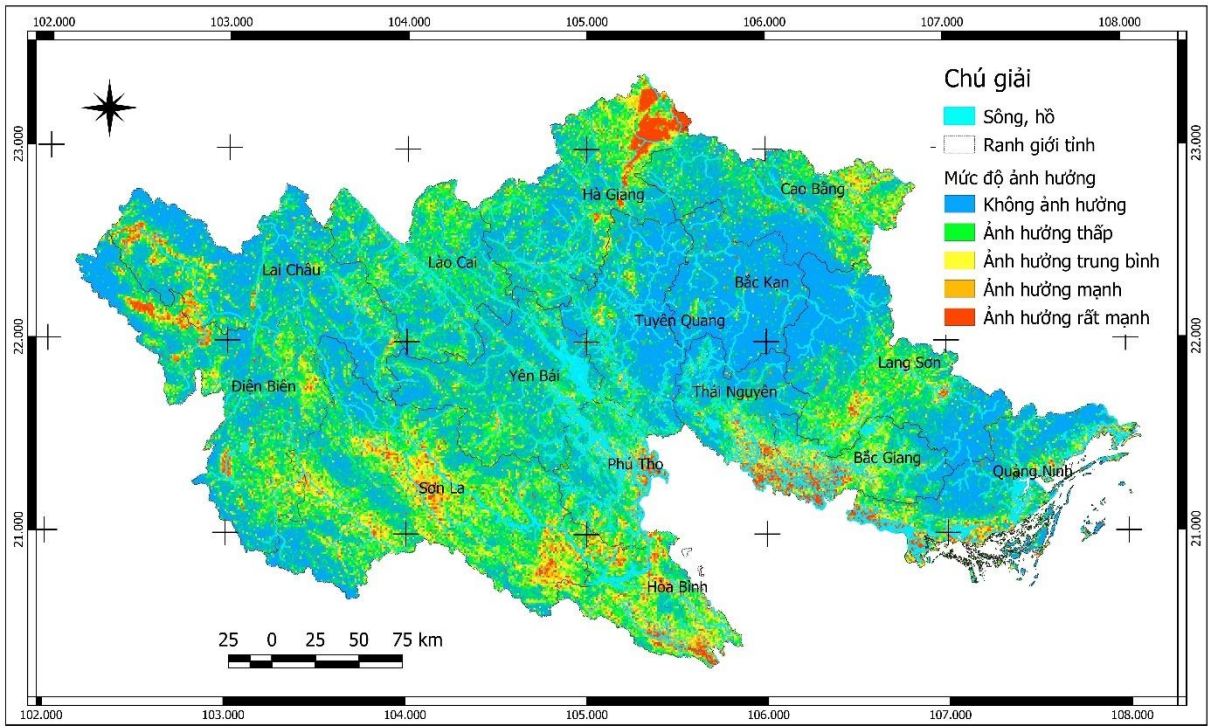 102.000 103.000 104.000 105.000 106.000 107.000 108.000
Chú giải
Sông, hồ
Ranh giới tỉnh
Mức độ ảnh hưởng
Không ảnh hưởng
Ảnh hưởng thấp
Ảnh hưởng trung bình
Ảnh hưởng mạnh
Ảnh hưởng rất mạnh
23.000 23.000
Hà Giang Cao Bằng
Lai Châu Lào Cai Bắc Kan
Tuyên Quang
22.000 22.000
Điện Biên Yên Bái Thái Nguyên Lang Sơn
Phú Thọ Bắc Giang Quảng Ninh
Sơn La
21.000 21.000
Hòa Bình
25 0 25 50 75 km
102.000 103.000 104.000 105.000 106.000 107.000 108.000